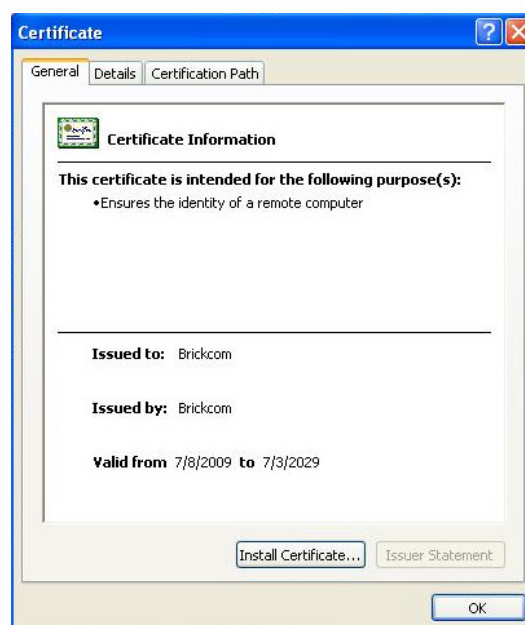 Certificate
General Details Certification Path
Certificate Information
This certificate is intended for the following purpose(s):
•Ensures the identity of a remote computer
Issued to: Brickcom
Issued by: Brickcom
Valid from 7/8/2009 to 7/3/2029
Install Certificate... Issuer Statement
OK